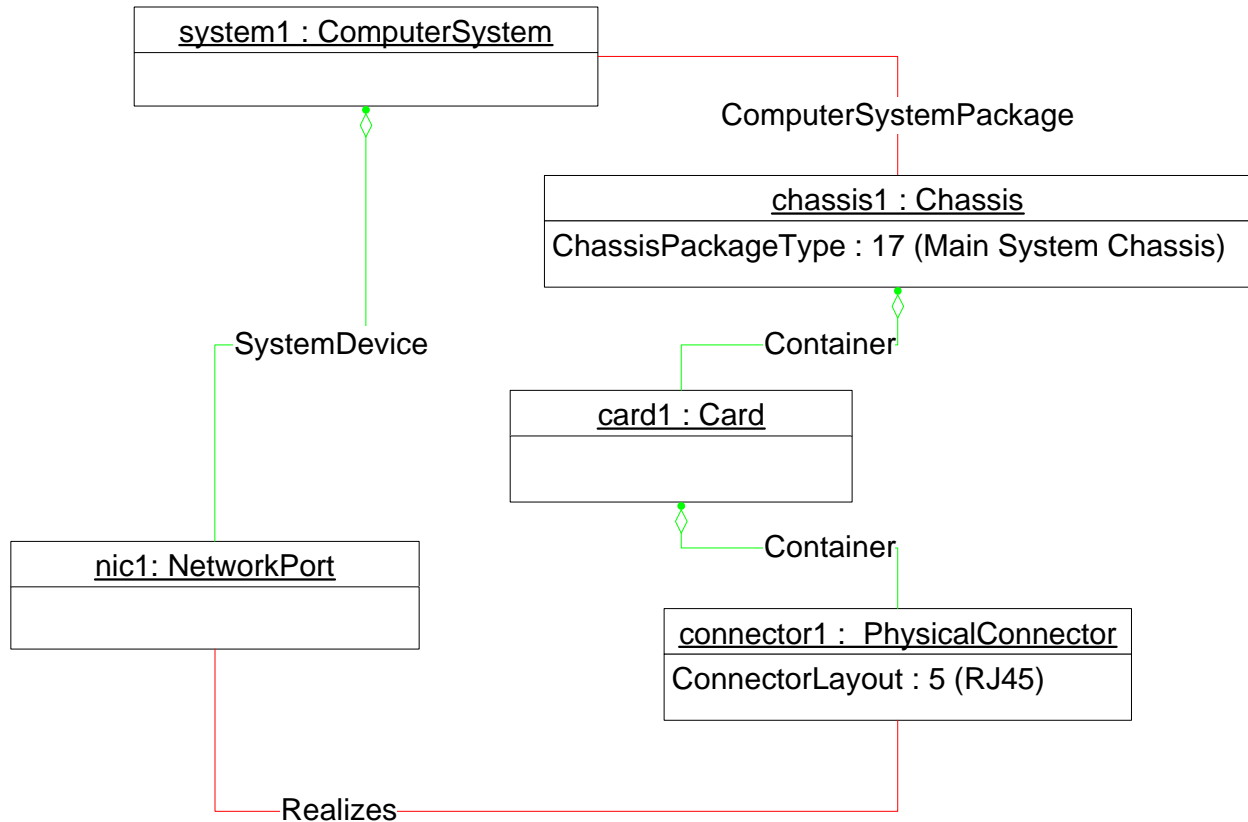 system1 : ComputerSystem
ComputerSystemPackage
chassis1 : Chassis
ChassisPackageType : 17 (Main System Chassis)
SystemDevice
Container
card1 : Card
Container
nic1: NetworkPort
connector1 :  PhysicalConnector
ConnectorLayout : 5 (RJ45)
Realizes